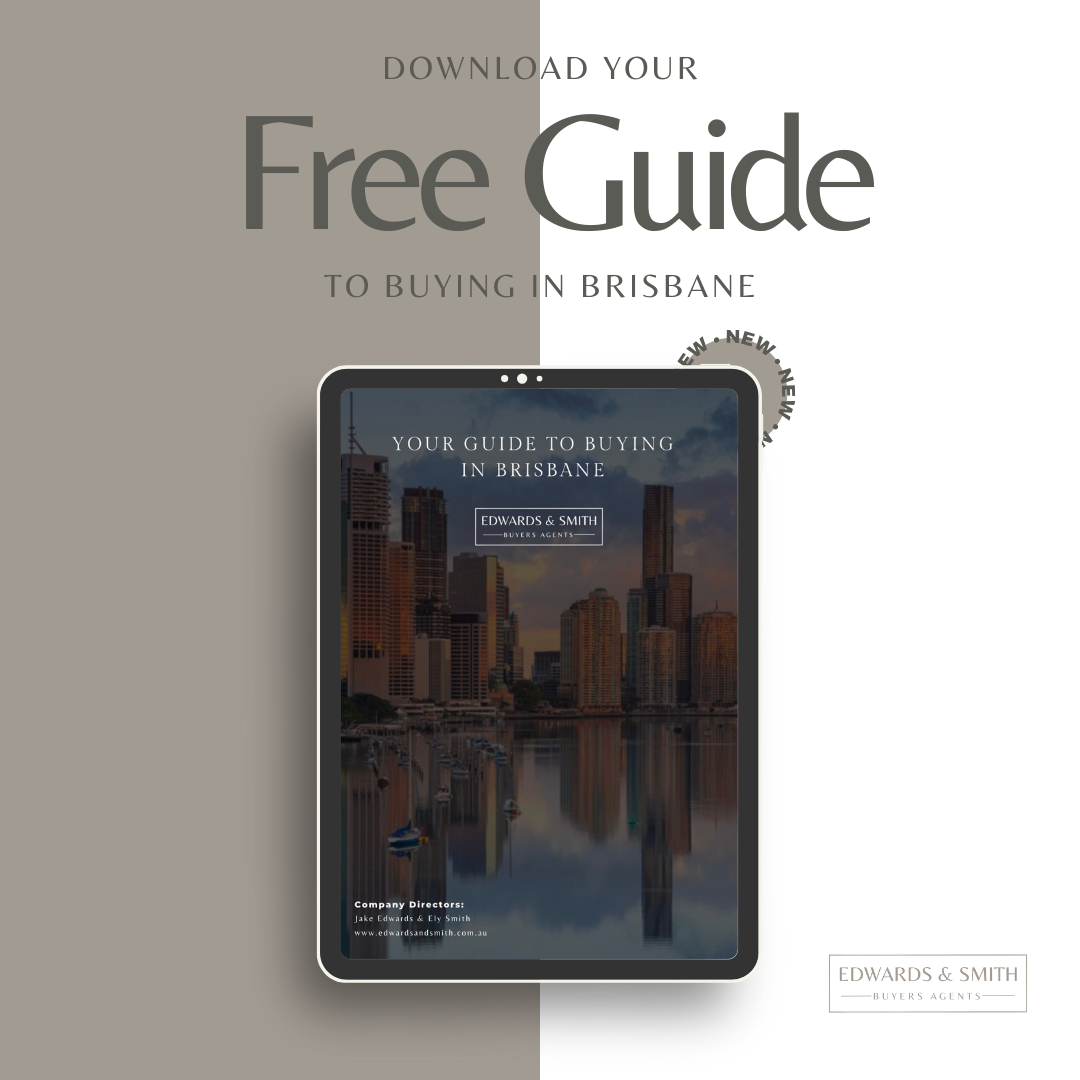 DOWNLOAD YOUR
Free Guide
TO BUYING IN BRISBANE
EW • NEW • NEW •
YOUR GUIDE TO BUYING
IN BRISBANE
EDWARDS & SMITH
BUYERS AGENTS
Company Directors:
Jake Edwards & Ely Smith
www.edwardsandsmith.com.au
EDWARDS & SMITH
BUYERS AGENTS